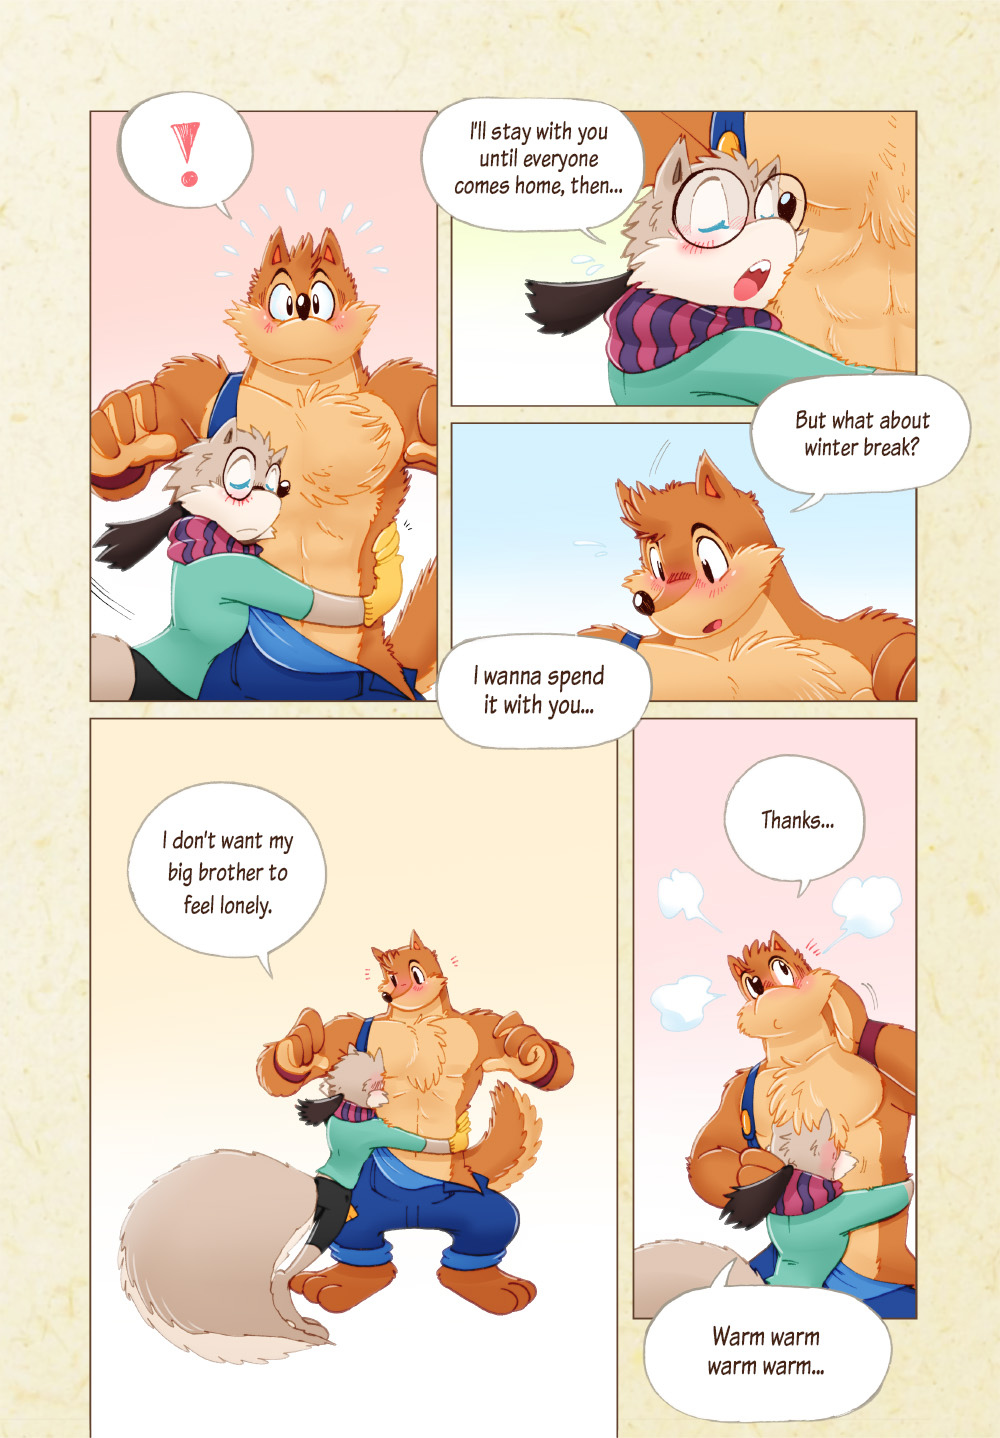 !
I'll stay with you
until everyone
comes home, then...
But what about
winter break?
I wanna spend
it with you...
I don't want my
big brother to
feel lonely.
Thanks...
Warm warm
warm warm...